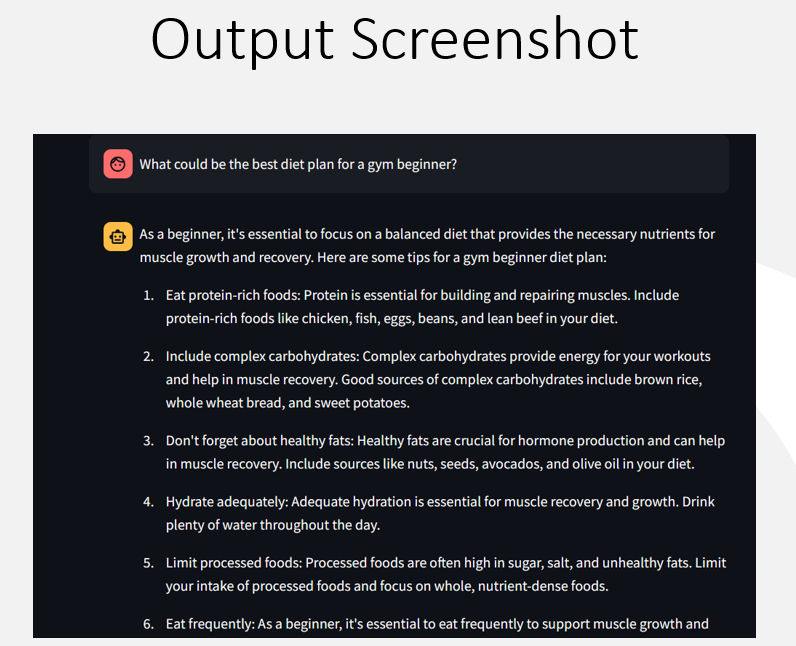 Output Screenshot
What could be the best diet plan for a gym beginner?
As a beginner, it's essential to focus on a balanced diet that provides the necessary nutrients for
muscle growth and recovery. Here are some tips for a gym beginner diet plan:
1. Eat protein-rich foods: Protein is essential for building and repairing muscles. Include
protein-rich foods like chicken, fish, eggs, beans, and lean beef in your diet.
2. Include complex carbohydrates: Complex carbohydrates provide energy for your workouts
and help in muscle recovery. Good sources of complex carbohydrates include brown rice,
whole wheat bread, and sweet potatoes.
3. Don't forget about healthy fats: Healthy fats are crucial for hormone production and can help
in muscle recovery. Include sources like nuts, seeds, avocados, and olive oil in your diet.
4. Hydrate adequately: Adequate hydration is essential for muscle recovery and growth. Drink
plenty of water throughout the day.
5. Limit processed foods: Processed foods are often high in sugar, salt, and unhealthy fats. Limit
your intake of processed foods and focus on whole, nutrient-dense foods.
6. Eat frequently: As a beginner, it's essential to eat frequently to support muscle growth and